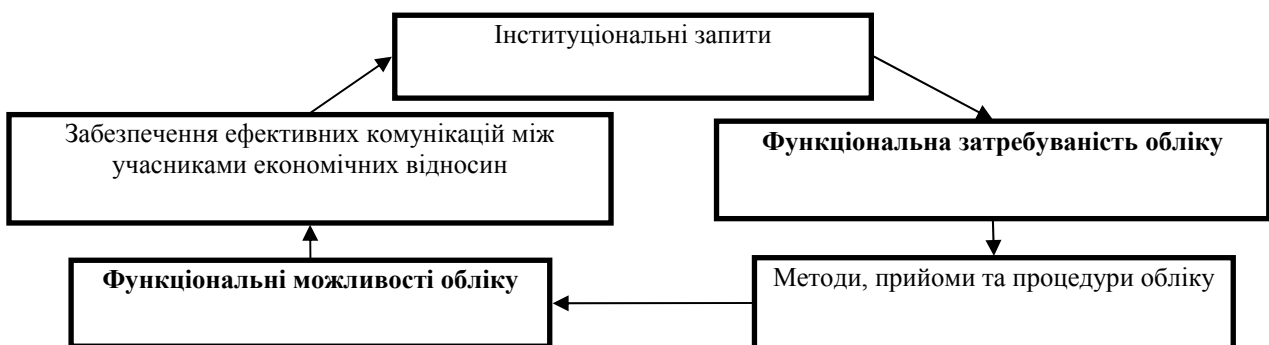 Інституціональні запити
Забезпечення ефективних комунікацій між
учасниками економічних відносин
Функціональна затребуваність обліку
Функціональні можливості обліку
Методи, прийоми та процедури обліку